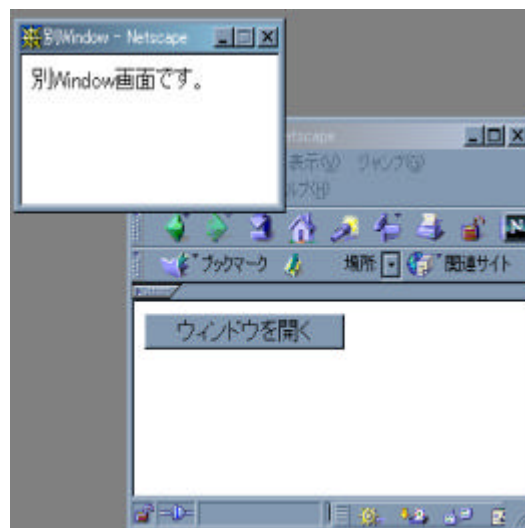 別Window - Netscape
別Window画面です。
Netscape
表示(V) ジャンプ(G)
ヘルプ(H)
N
ブックマーク 場所: 関連サイト
ウィンドウを開く